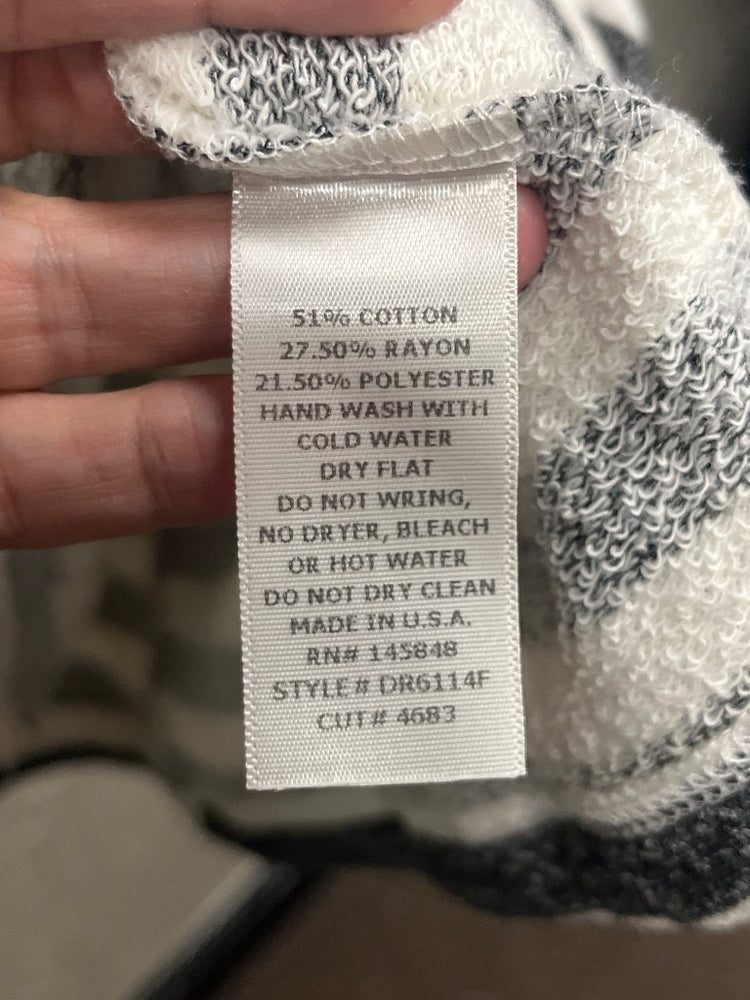 51% COTTON
27.50% RAYON
21.50% POLYESTER
HAND WASH WITH
COLD WATER
DRY FLAT
DO NOT WRING,
NO DRYER, BLEACH
OR HOT WATER
DO NOT DRY CLEAN
MADE IN U.S.A.
RN# 145848
STYLE# DR6114F
CUT# 4683